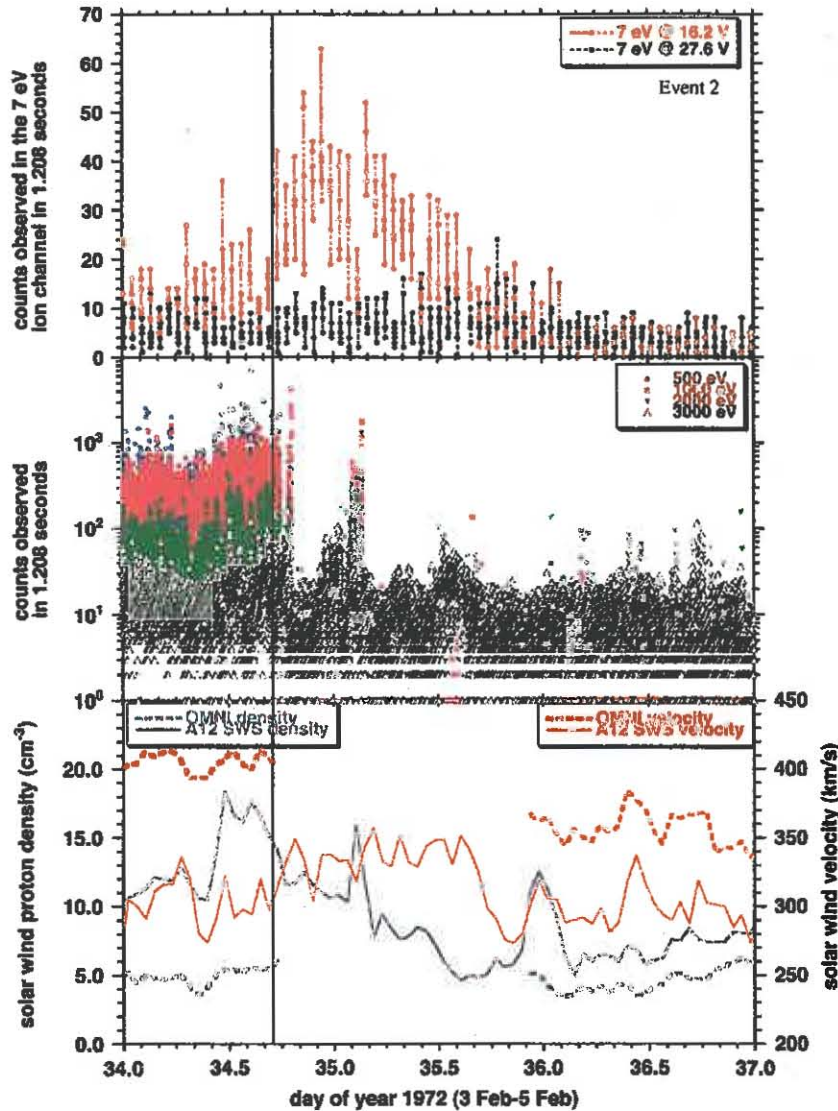 7 eV @ 16.2 V
7 eV @ 27.6 V
Event 2
70
60
50
40
30
20
10
0
counts observed in the 7 eV
ion channel in 1.208 seconds
500 eV
2000 eV
3000 eV
10³
10²
10¹
10⁰
counts observed
in 1.208 seconds
OMNI density
A12 SWS density
OMNI velocity
A12 SWS velocity
20.0
15.0
10.0
5.0
0.0
solar wind proton density (cm⁻³)
450
400
350
300
250
200
solar wind velocity (km/s)
34.0 34.5 35.0 35.5 36.0 36.5 37.0
day of year 1972 (3 Feb-5 Feb)